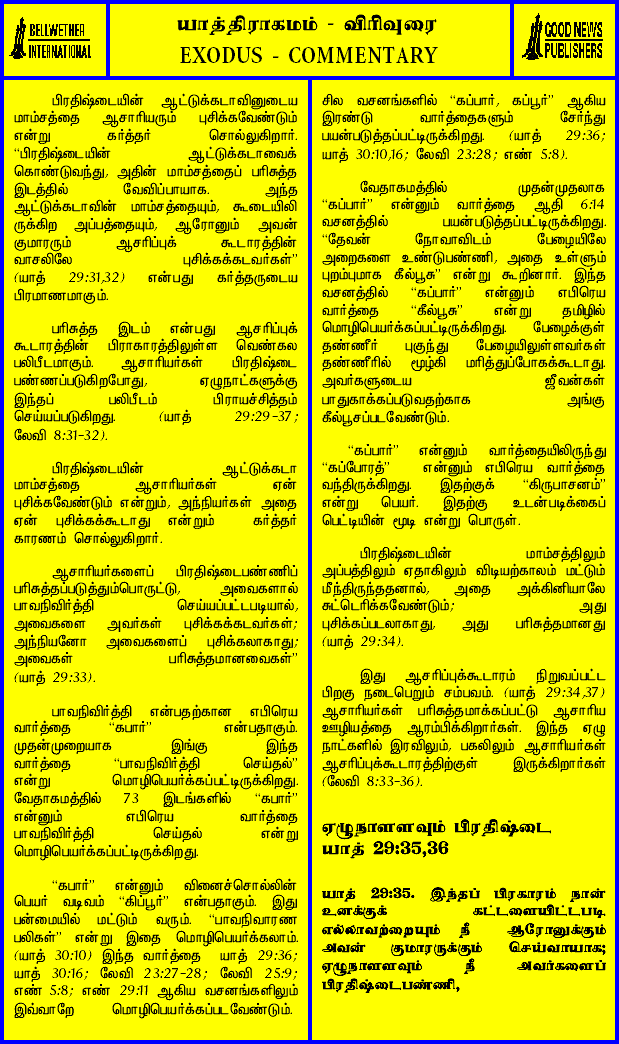 BELLWETHER
INTERNATIONAL
யாத்திராகமம் - விரிவுரை
EXODUS - COMMENTARY
GOOD NEWS
PUBLISHERS
பிரதிஷ்டையின் ஆட்டுக்கடாவினுடைய
மாம்சத்தை ஆசாரியரும் புசிக்கவேண்டும்
என்று கர்த்தர் சொல்லுகிறார்.
“பிரதிஷ்டையின் ஆட்டுக்கடாவைக்
கொண்டுவந்து, அதின் மாம்சத்தைப் பரிசுத்த
இடத்தில் வேவிப்பாயாக. அந்த
ஆட்டுக்கடாவின் மாம்சத்தையும், கூடையிலி
ருக்கிற அப்பத்தையும், ஆரோனும் அவன்
குமாரரும் ஆசரிப்புக் கூடாரத்தின்
வாசலிலே புசிக்கக்கடவர்கள்”
(யாத் 29:31,32) என்பது கர்த்தருடைய
பிரமாணமாகும்.
பரிசுத்த இடம் என்பது ஆசரிப்புக்
கூடாரத்தின் பிராகாரத்திலுள்ள வெண்கல
பலிபீடமாகும். ஆசாரியர்கள் பிரதிஷ்டை
பண்ணப்படுகிறபோது, ஏழுநாட்களுக்கு
இந்தப் பலிபீடம் பிராயச்சித்தம்
செய்யப்படுகிறது. (யாத் 29:29-37;
லேவி 8:31-32).
பிரதிஷ்டையின் ஆட்டுக்கடா
மாம்சத்தை ஆசாரியர்கள் ஏன்
புசிக்கவேண்டும் என்றும், அந்நியர்கள் அதை
ஏன் புசிக்கக்கூடாது என்றும் கர்த்தர்
காரணம் சொல்லுகிறார்.
ஆசாரியர்களைப் பிரதிஷ்டைபண்ணிப்
பரிசுத்தப்படுத்தும்பொருட்டு, அவைகளால்
பாவநிவிர்த்தி செய்யப்பட்டபடியால்,
அவைகளை அவர்கள் புசிக்கக்கடவர்கள்;
அந்நியனோ அவைகளைப் புசிக்கலாகாது;
அவைகள் பரிசுத்தமானவைகள்”
(யாத் 29:33).
பாவநிவிர்த்தி என்பதற்கான எபிரெய
வார்த்தை “கபார்” என்பதாகும்.
முதன்முறையாக இங்கு இந்த
வார்த்தை “பாவநிவிர்த்தி செய்தல்”
என்று மொழிபெயர்க்கப்பட்டிருக்கிறது.
வேதாகமத்தில் 73 இடங்களில் “கபார்”
என்னும் எபிரெய வார்த்தை
பாவநிவிர்த்தி செய்தல் என்று
மொழிபெயர்க்கப்பட்டிருக்கிறது.
“கபார்” என்னும் வினைச்சொல்லின்
பெயர் வடிவம் “கிப்பூர்” என்பதாகும். இது
பன்மையில் மட்டும் வரும். “பாவநிவாரண
பலிகள்” என்று இதை மொழிபெயர்க்கலாம்.
(யாத் 30:10) இந்த வார்த்தை யாத் 29:36;
யாத் 30:16; லேவி 23:27-28; லேவி 25:9;
எண் 5:8; எண் 29:11 ஆகிய வசனங்களிலும்
இவ்வாறே மொழிபெயர்க்கப்படவேண்டும்.
சில வசனங்களில் “கப்பார், கப்பூர்” ஆகிய
இரண்டு வார்த்தைகளும் சேர்ந்து
பயன்படுத்தப்பட்டிருக்கிறது. (யாத் 29:36;
யாத் 30:10,16; லேவி 23:28; எண் 5:8).
வேதாகமத்தில் முதன்முதலாக
“கப்பார்” என்னும் வார்த்தை ஆதி 6:14
வசனத்தில் பயன்படுத்தப்பட்டிருக்கிறது.
“தேவன் நோவாவிடம் பேழையிலே
அறைகளை உண்டுபண்ணி, அதை உள்ளும்
புறம்புமாக கீல்பூசு” என்று கூறினார். இந்த
வசனத்தில் “கப்பார்” என்னும் எபிரெய
வார்த்தை “கீல்பூசு” என்று தமிழில்
மொழிபெயர்க்கப்பட்டிருக்கிறது. பேழைக்குள்
தண்ணீர் புகுந்து பேழையிலுள்ளவர்கள்
தண்ணீரில் மூழ்கி மரித்துப்போகக்கூடாது.
அவர்களுடைய ஜீவன்கள்
பாதுகாக்கப்படுவதற்காக அங்கு
கீல்பூசப்படவேண்டும்.
“கப்பார்” என்னும் வார்த்தையிலிருந்து
“கப்போரத்” என்னும் எபிரெய வார்த்தை
வந்திருக்கிறது. இதற்குக் “கிருபாசனம்”
என்று பெயர். இதற்கு உடன்படிக்கைப்
பெட்டியின் மூடி என்று பொருள்.
பிரதிஷ்டையின் மாம்சத்திலும்
அப்பத்திலும் ஏதாகிலும் விடியற்காலம் மட்டும்
மீந்திருந்ததனால், அதை அக்கினியாலே
சுட்டெரிக்கவேண்டும்; அது
புசிக்கப்படலாகாது, அது பரிசுத்தமானது
(யாத் 29:34).
இது ஆசரிப்புக்கூடாரம் நிறுவப்பட்ட
பிறகு நடைபெறும் சம்பவம். (யாத் 29:34,37)
ஆசாரியர்கள் பரிசுத்தமாக்கப்பட்டு ஆசாரிய
ஊழியத்தை ஆரம்பிக்கிறார்கள். இந்த ஏழு
நாட்களில் இரவிலும், பகலிலும் ஆசாரியர்கள்
ஆசரிப்புக்கூடாரத்திற்குள் இருக்கிறார்கள்
(லேவி 8:33-36).
ஏழுநாளளவும் பிரதிஷ்டை
யாத் 29:35,36
யாத் 29:35. இந்தப் பிரகாரம் நான்
உனக்குக் கட்டளையிட்டபடி
எல்லாவற்றையும் நீ ஆரோனுக்கும்
அவன் குமாரருக்கும் செய்வாயாக;
ஏழுநாளளவும் நீ அவர்களைப்
பிரதிஷ்டைபண்ணி,